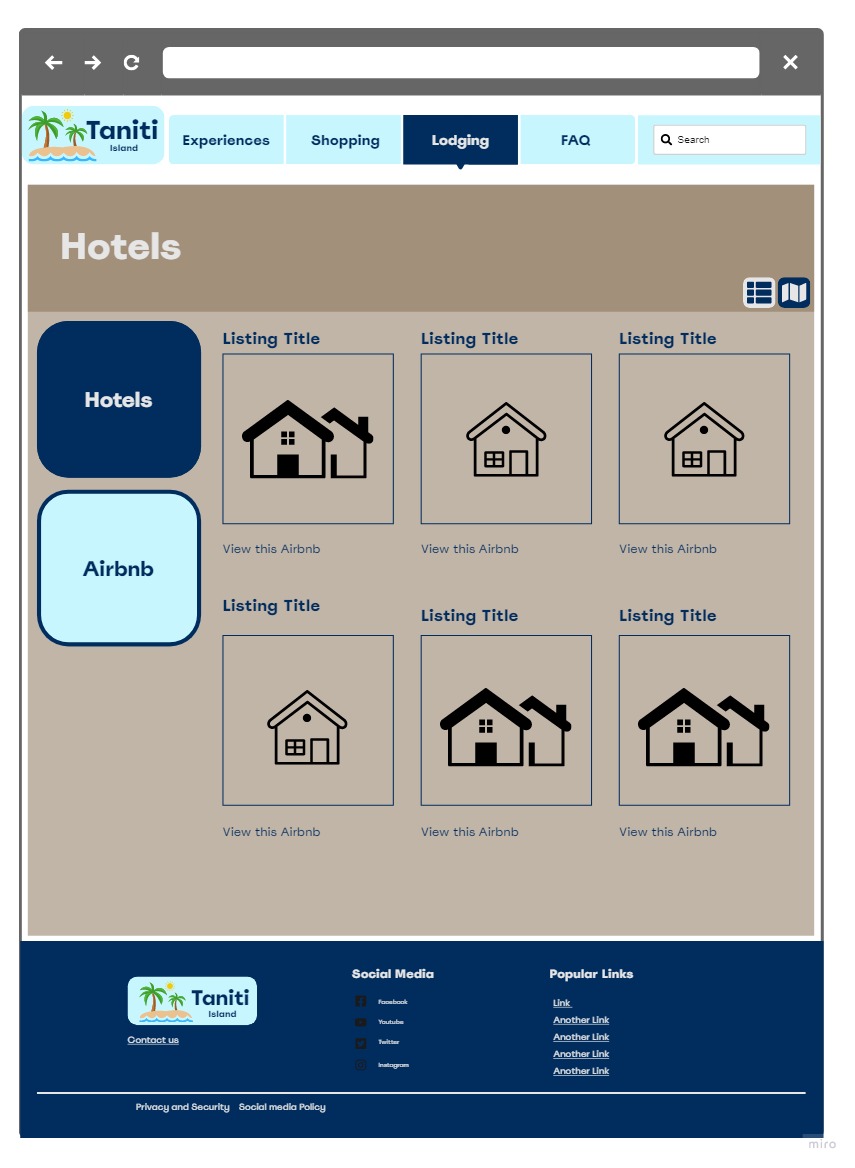 Taniti
Island
Experiences
Shopping
Lodging
FAQ
Search
Hotels
Hotels
Airbnb
Listing Title
Listing Title
Listing Title
View this Airbnb
View this Airbnb
View this Airbnb
Listing Title
Listing Title
Listing Title
View this Airbnb
View this Airbnb
View this Airbnb
Taniti
Island
Contact us
Social Media
Facebook
Youtube
Twitter
Instagram
Popular Links
Link
Another Link
Another Link
Another Link
Another Link
Privacy and Security Social media Policy
miro